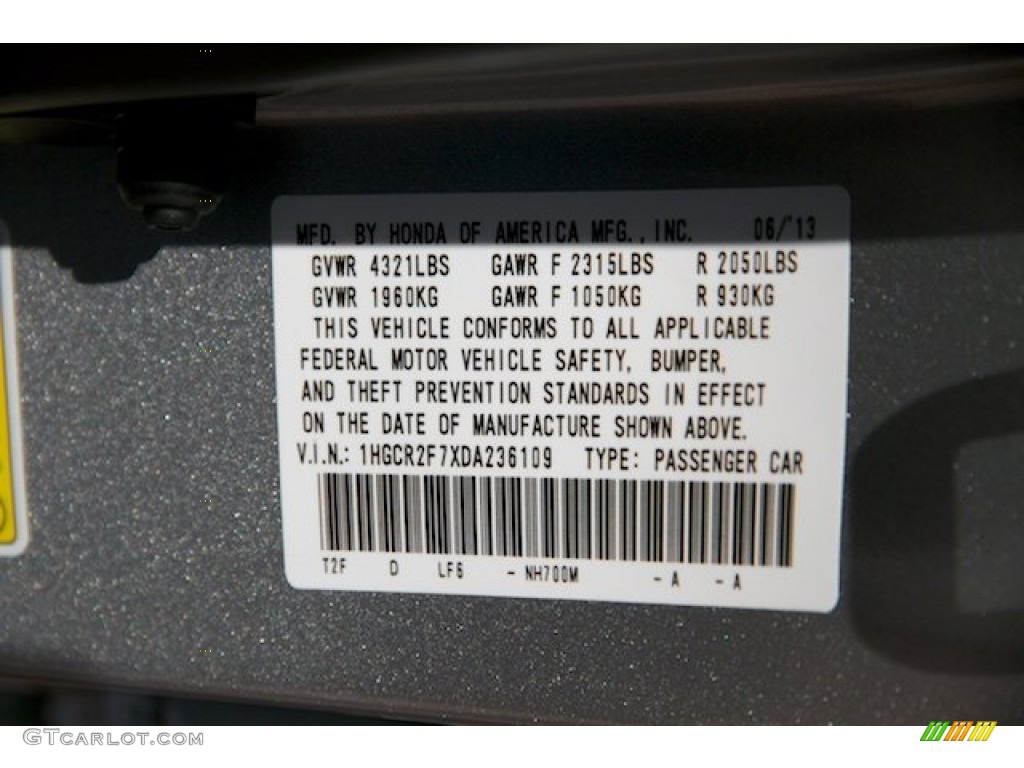 MFD. BY HONDA OF AMERICA MFG., INC. 06/'13
GVWR 4321LBS GAWR F 2315LBS R 2050LBS
GVWR 1960KG GAWR F 1050KG R 930KG
THIS VEHICLE CONFORMS TO ALL APPLICABLE
FEDERAL MOTOR VEHICLE SAFETY, BUMPER,
AND THEFT PREVENTION STANDARDS IN EFFECT
ON THE DATE OF MANUFACTURE SHOWN ABOVE.
V.I.N.: 1HGCR2F7XDA236109 TYPE: PASSENGER CAR
T2F D LF6 - NH700M - A - A
GTCARLOT.COM